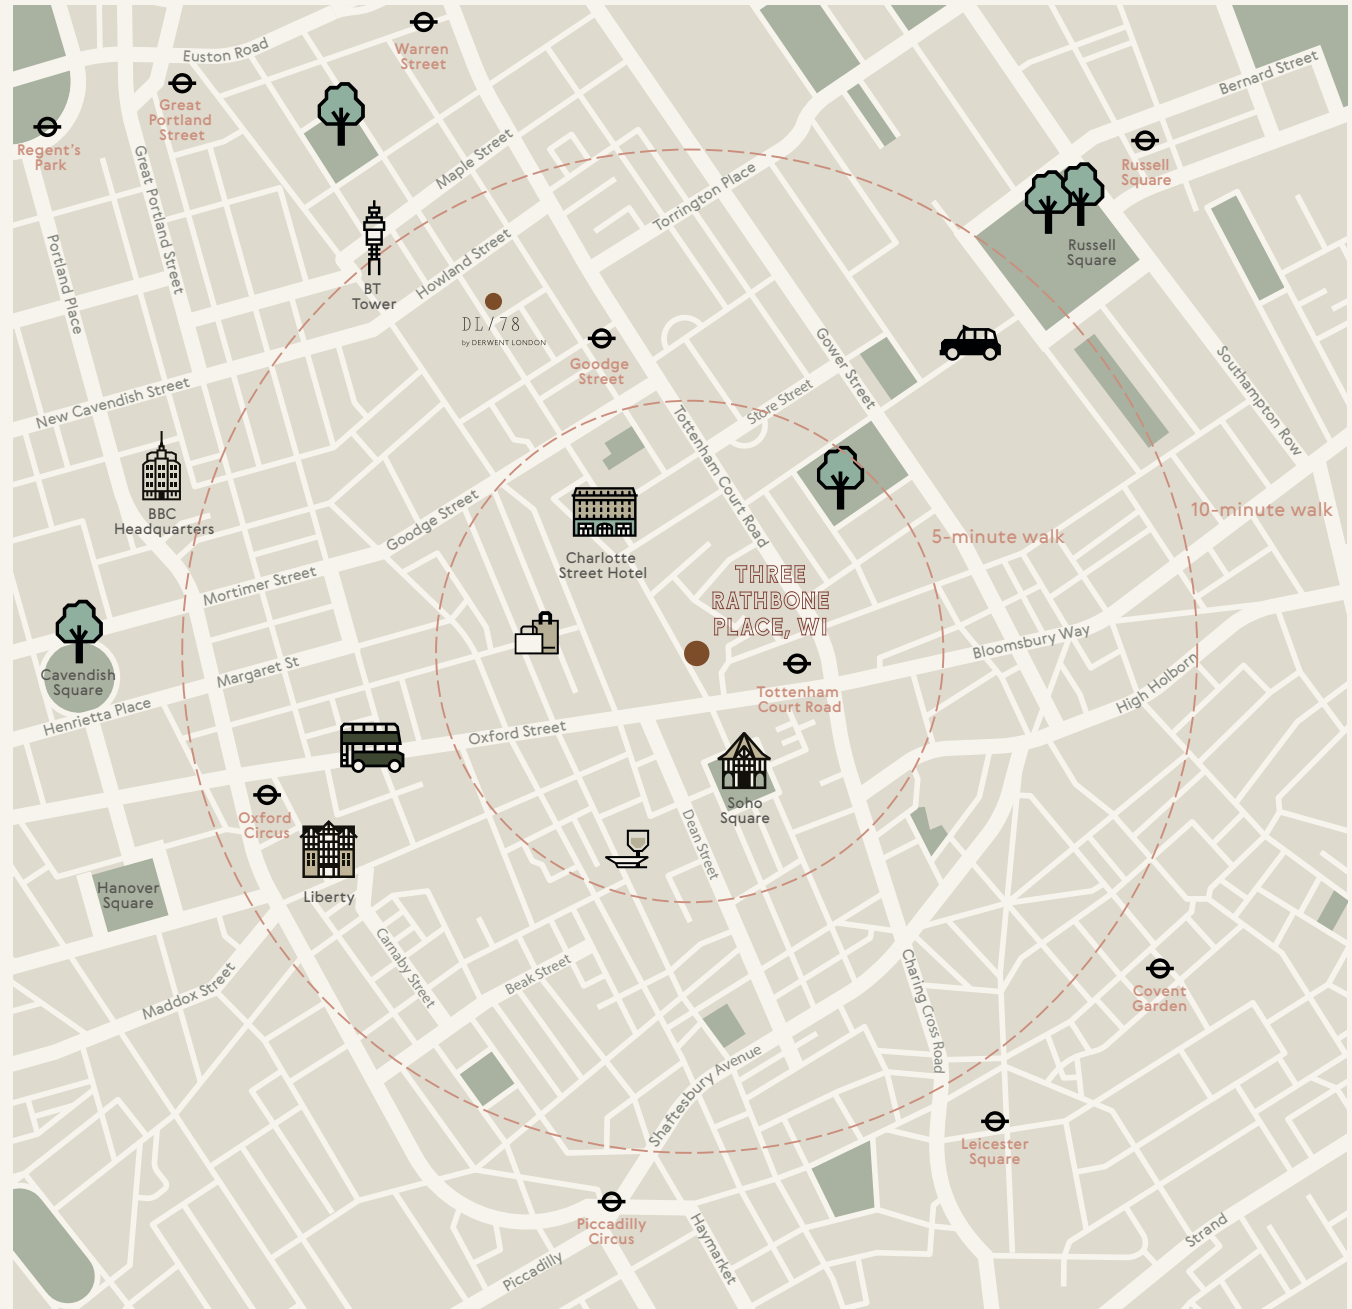 Warren
Street
Euston Road
Bernard Street
Great
Portland
Street
Regent's
Park
Maple Street
Russell
Square
Great Portland Street
Torrington Place
Russell
Square
Portland Place
Howland Street
BT
Tower
DL/78
by DERWENT LONDON
Goodge
Street
Gower Street
Southampton Row
New Cavendish Street
Store Street
Tottenham Court Road
BBC
Headquarters
Goodge Street
10-minute walk
5-minute walk
Charlotte
Street Hotel
Mortimer Street
THREE
RATHBONE
PLACE, W1
Bloomsbury Way
Margaret St
Cavendish
Square
High Holborn
Henrietta Place
Tottenham
Court Road
Oxford Street
Oxford
Circus
Soho
Square
Dean Street
Liberty
Hanover
Square
Carnaby Street
Beak Street
Maddox Street
Charing Cross Road
Covent
Garden
Shaftesbury Avenue
Leicester
Square
Piccadilly
Circus
Haymarket
Strand
Piccadilly